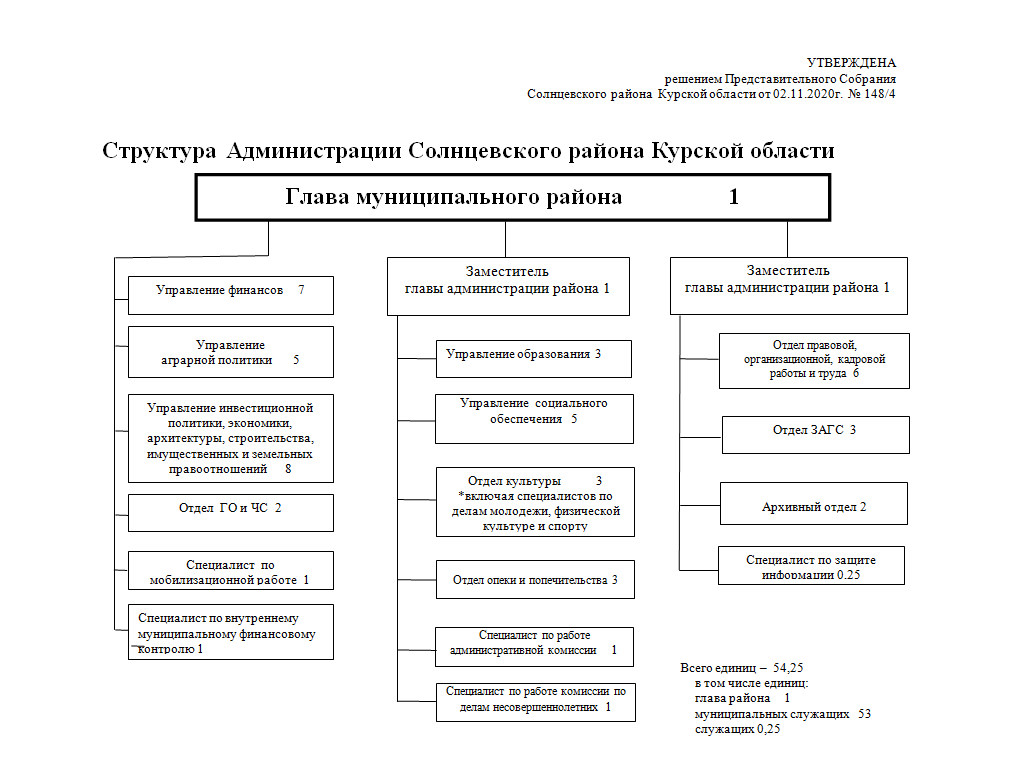 УТВЕРЖДЕНА
решением Представительного Собрания
Солнцевского района Курской области от 02.11.2020г. № 148/4
Структура Администрации Солнцевского района Курской области
Глава муниципального района 1
Управление финансов 7
Управление
аграрной политики 5
Управление инвестиционной
политики, экономики,
архитектуры, строительства,
имущественных и земельных
правоотношений 8
Отдел ГО и ЧС 2
Специалист по
мобилизационной работе 1
Специалист по внутреннему
муниципальному финансовому
контролю 1
Заместитель
главы администрации района 1
Управление образования 3
Управление социального
обеспечения 5
Отдел культуры 3
*включая специалистов по
делам молодежи, физической
культуре и спорту
Отдел опеки и попечительства 3
Специалист по работе
административной комиссии 1
Специалист по работе комиссии по
делам несовершеннолетних 1
Заместитель
главы администрации района 1
Отдел правовой,
организационной, кадровой
работы и труда 6
Отдел ЗАГС 3
Архивный отдел 2
Специалист по защите
информации 0.25
Всего единиц – 54,25
в том числе единиц:
глава района 1
муниципальных служащих 53
служащих 0,25